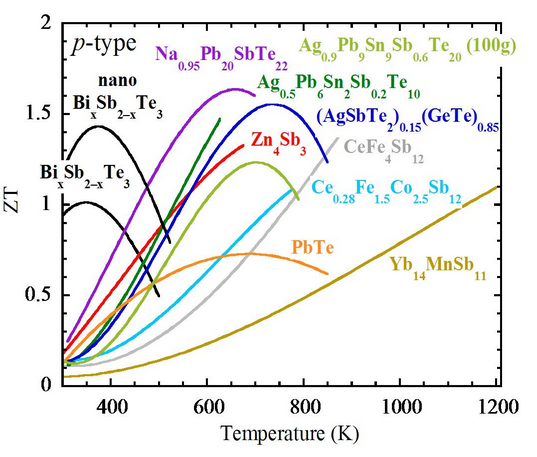 2
p-type
Ag0.9Pb9Sn9Sb0.6Te20 (100g)
Na0.95Pb20SbTe22
nano
BixSb2-xTe3
Ag0.5Pb6Sn2Sb0.2Te10
1.5
(AgSbTe2)0.15(GeTe)0.85
Zn4Sb3
CeFe4Sb12
BixSb2-xTe3
Ce0.28Fe1.5Co2.5Sb12
ZT
1
PbTe
Yb14MnSb11
0.5
0
400 600 800 1000 1200
Temperature (K)